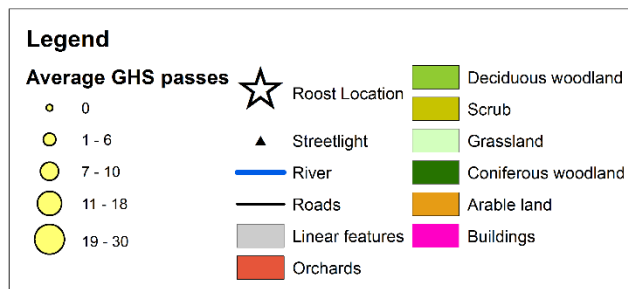 Legend
Average GHS passes
0
1 - 6
7 - 10
11 - 18
19 - 30
Roost Location
Streetlight
River
Roads
Linear features
Orchards
Deciduous woodland
Scrub
Grassland
Coniferous woodland
Arable land
Buildings